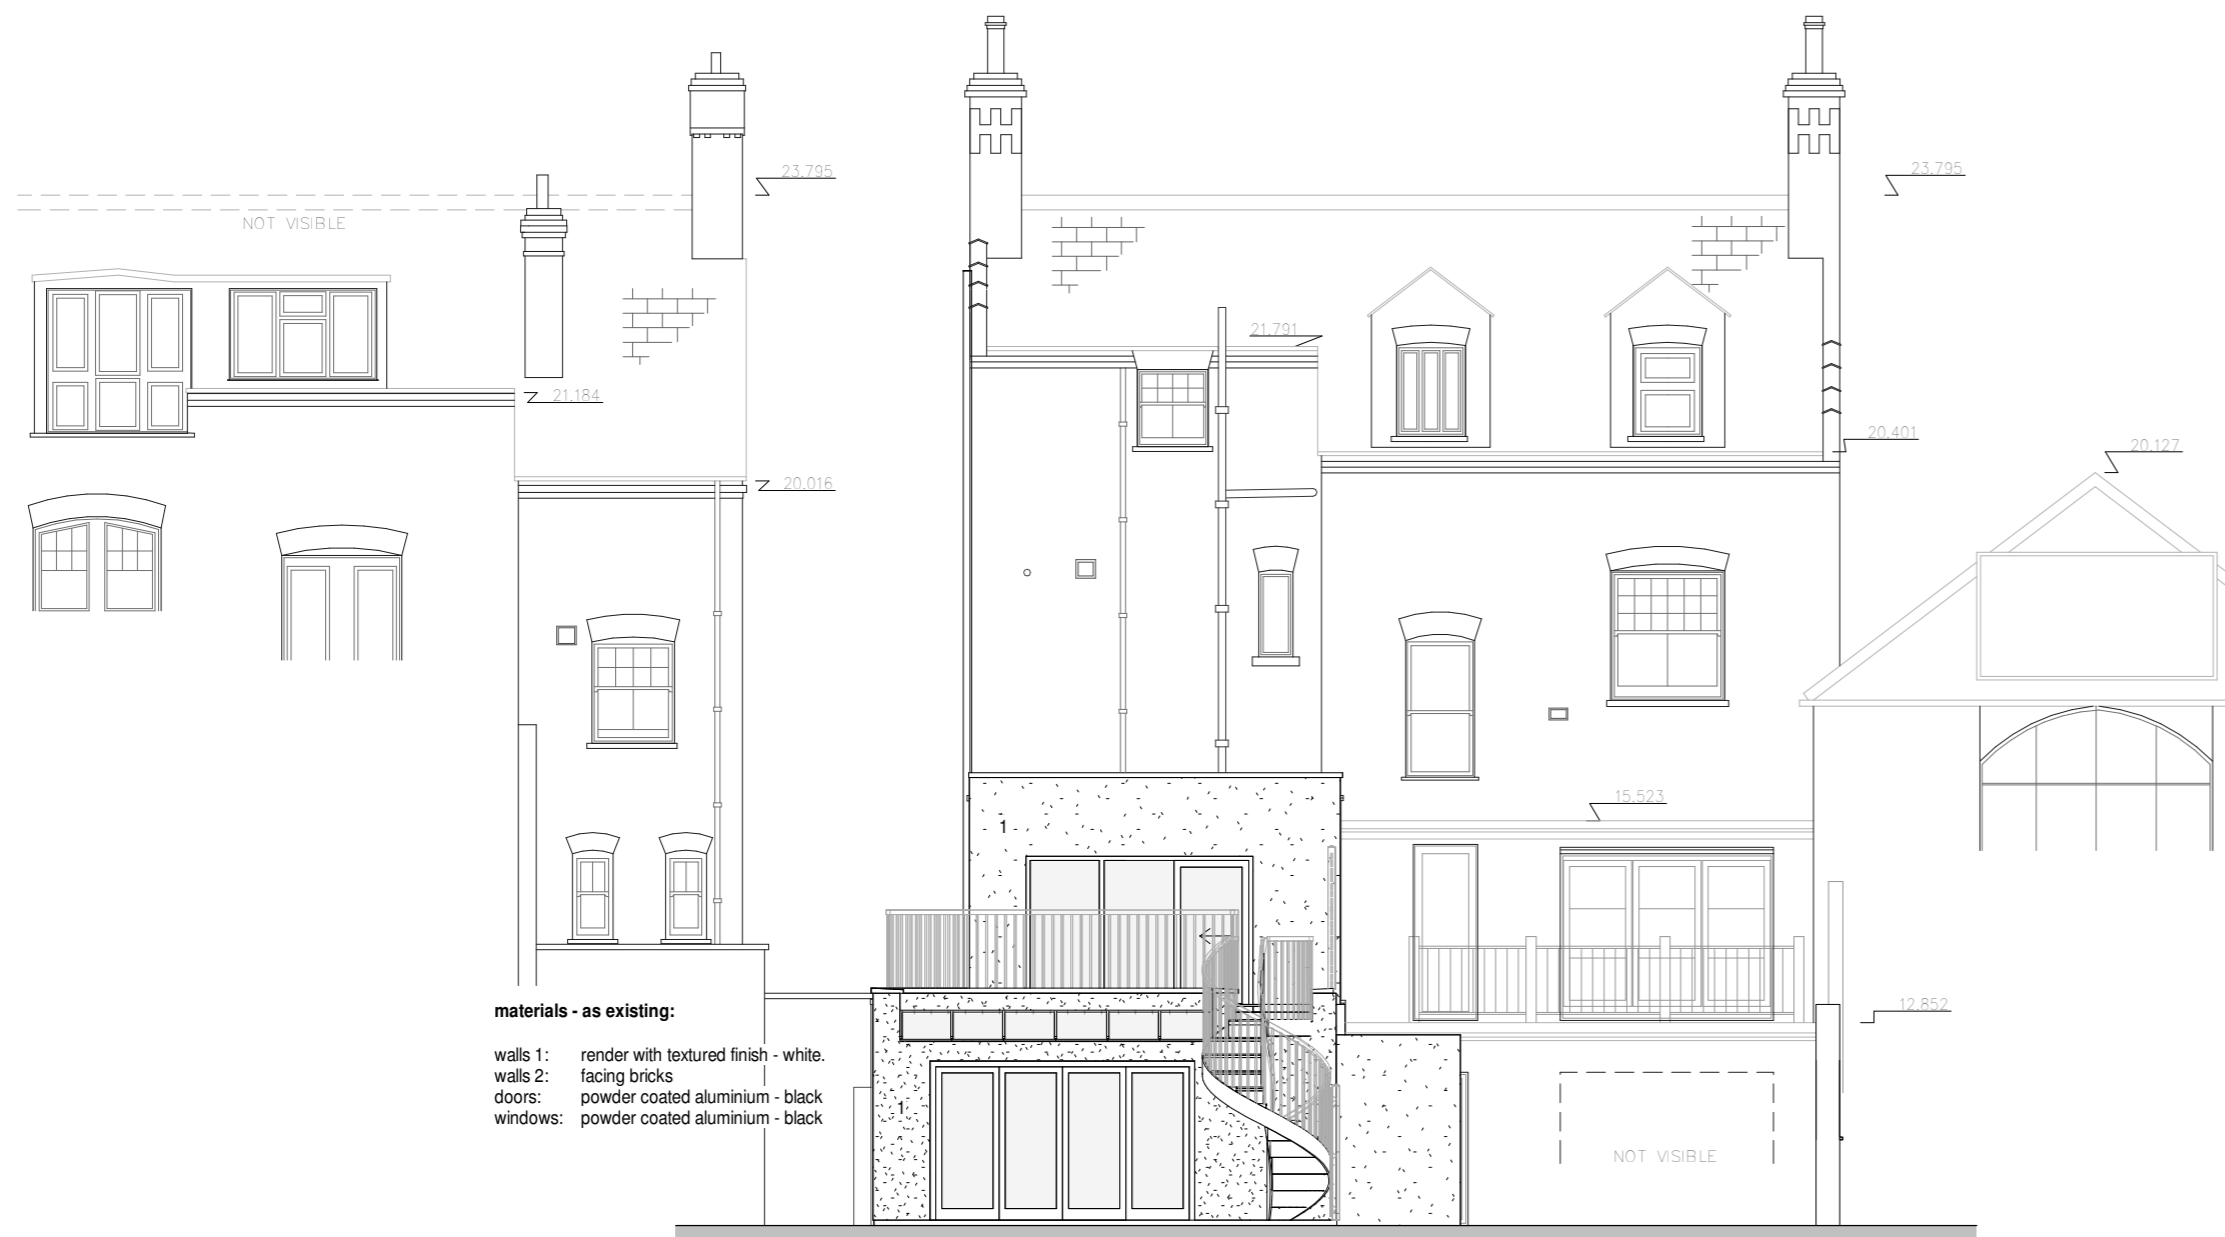 23.795
23.795
NOT VISIBLE
21.791
21.184
20.401
20.127
20.016
15.523
1
materials - as existing:
12.852
walls 1: render with textured finish - white.
walls 2: facing bricks
doors: powder coated aluminium - black
windows: powder coated aluminium - black
1
NOT VISIBLE